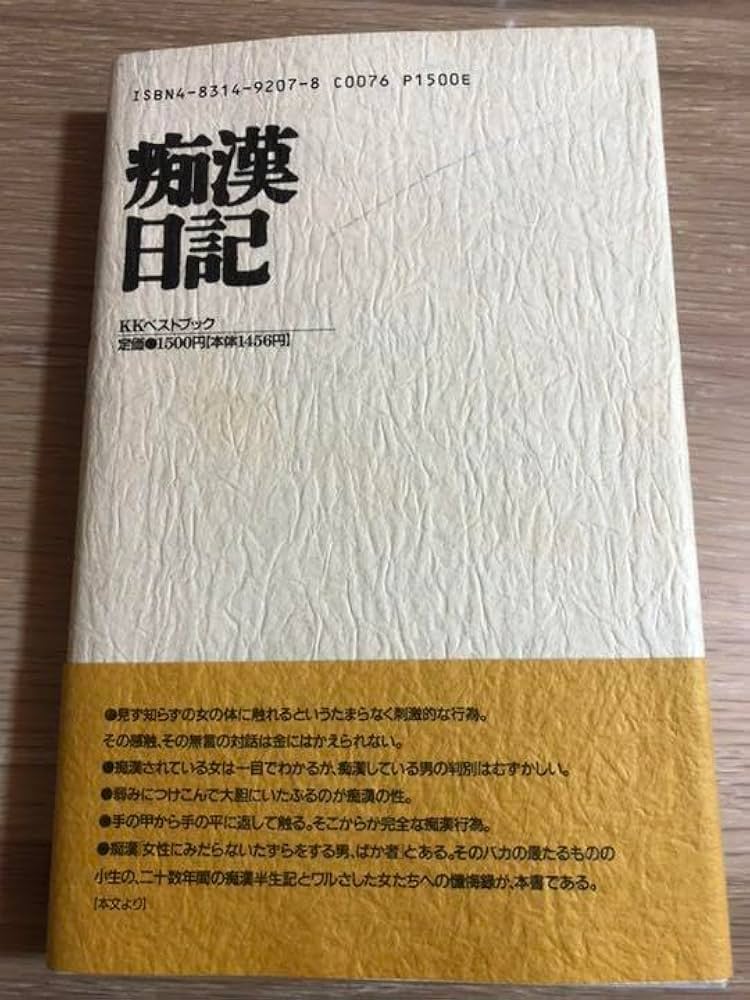 ISBN4-8314-9207-8 C0076 P1500E
痴漢
日記
KKベストブック
定価●1500円[本体1456円]
●見ず知らずの女の体に触れるというたまらなく刺激的な行為。
その感触、その無言の対話は金にはかえられない。
●痴漢されている女は一目でわかるが、痴漢している男の判別はむずかしい。
●弱みにつけこんで大胆にいたぶるのが痴漢の性。
●手の甲から手の平に返して触る。そこからが完全な痴漢行為。
●痴漢「女性にみだらないたずらをする男、ばか者」とある。そのバカの最たるものの
小生の、二十数年間の痴漢半生記とワルさした女たちへの懺悔録が、本書である。
[本文より]